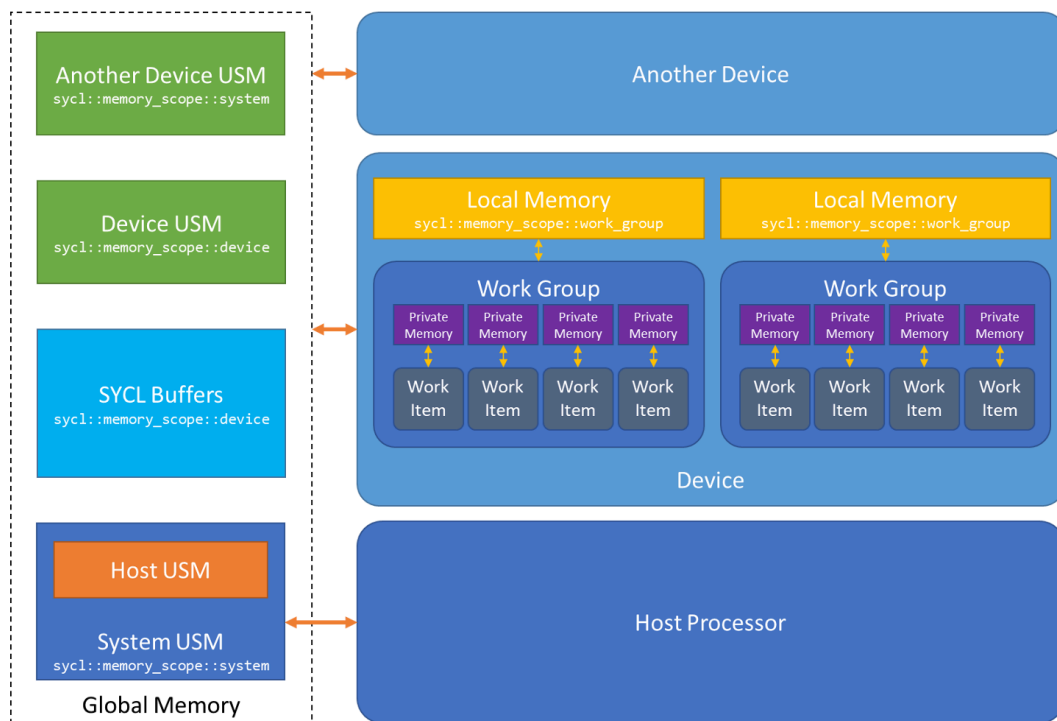 Another Device USM
sycl::memory_scope::system
Device USM
sycl::memory_scope::device
SYCL Buffers
sycl::memory_scope::device
Host USM
System USM
sycl::memory_scope::system
Global Memory
Another Device
Local Memory
sycl::memory_scope::work_group
Work Group
Private
Memory
Private
Memory
Private
Memory
Private
Memory
Work
Item
Work
Item
Work
Item
Work
Item
Local Memory
sycl::memory_scope::work_group
Work Group
Private
Memory
Private
Memory
Private
Memory
Private
Memory
Work
Item
Work
Item
Work
Item
Work
Item
Device
Host Processor